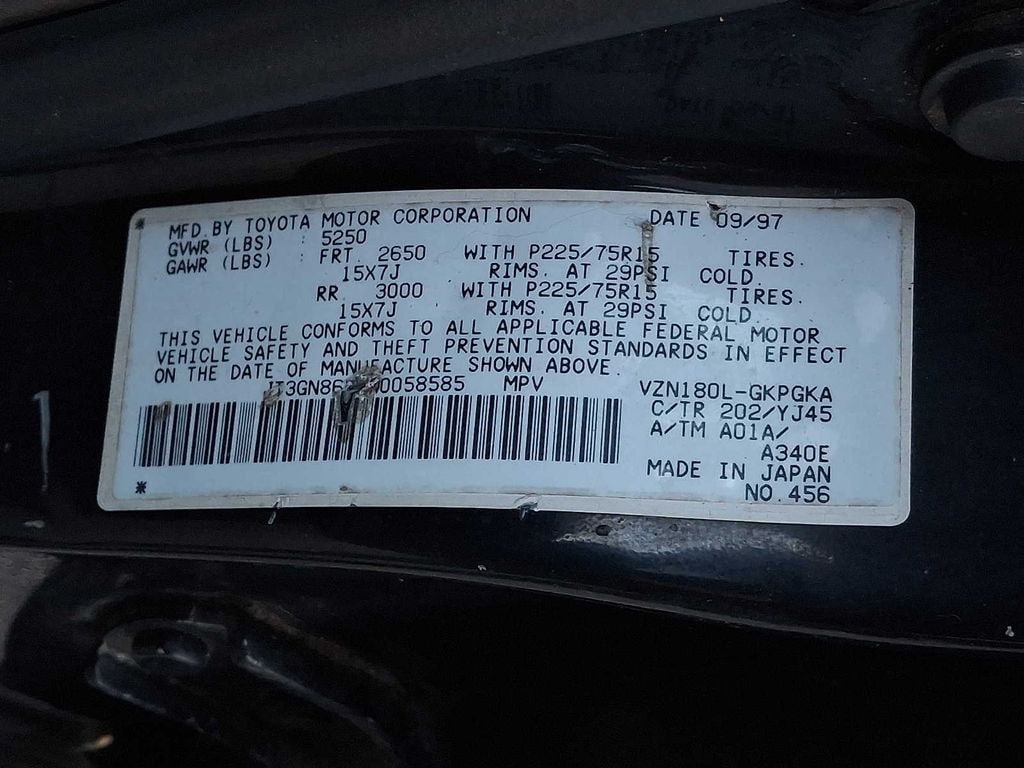 MFD. BY TOYOTA MOTOR CORPORATION DATE 09/97
GVWR (LBS) : 5250
GAWR (LBS) : FRT. 2650 WITH P225/75R15 TIRES.
15X7J RIMS. AT 29PSI COLD.
RR. 3000 WITH P225/75R15 TIRES.
15X7J RIMS. AT 29PSI COLD.
THIS VEHICLE CONFORMS TO ALL APPLICABLE FEDERAL MOTOR
VEHICLE SAFETY AND THEFT PREVENTION STANDARDS IN EFFECT
ON THE DATE OF MANUFACTURE SHOWN ABOVE.
MPV VZN180L-GKPGKA
C/TR 202/YJ45
A/TM A01A/
A340E
MADE IN JAPAN
NO.456